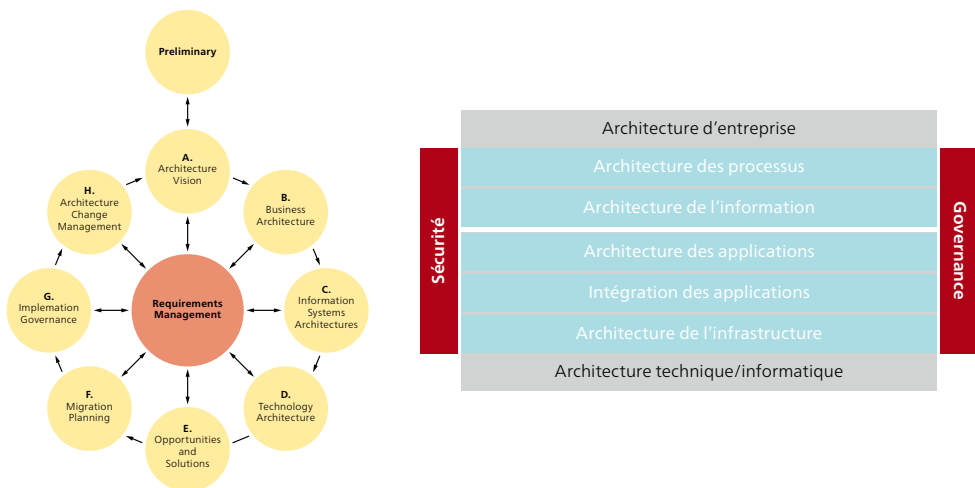 Preliminary
A.
Architecture
Vision
B.
Business
Architecture
C.
Information
Systems
Architectures
D.
Technology
Architecture
E.
Opportunities
and
Solutions
F.
Migration
Planning
G.
Implemation
Governance
H.
Architecture
Change
Management
Requirements
Management
Architecture d’entreprise
Architecture des processus
Architecture de l’information
Architecture des applications
Intégration des applications
Architecture de l’infrastructure
Architecture technique/informatique
Sécurité
Governance